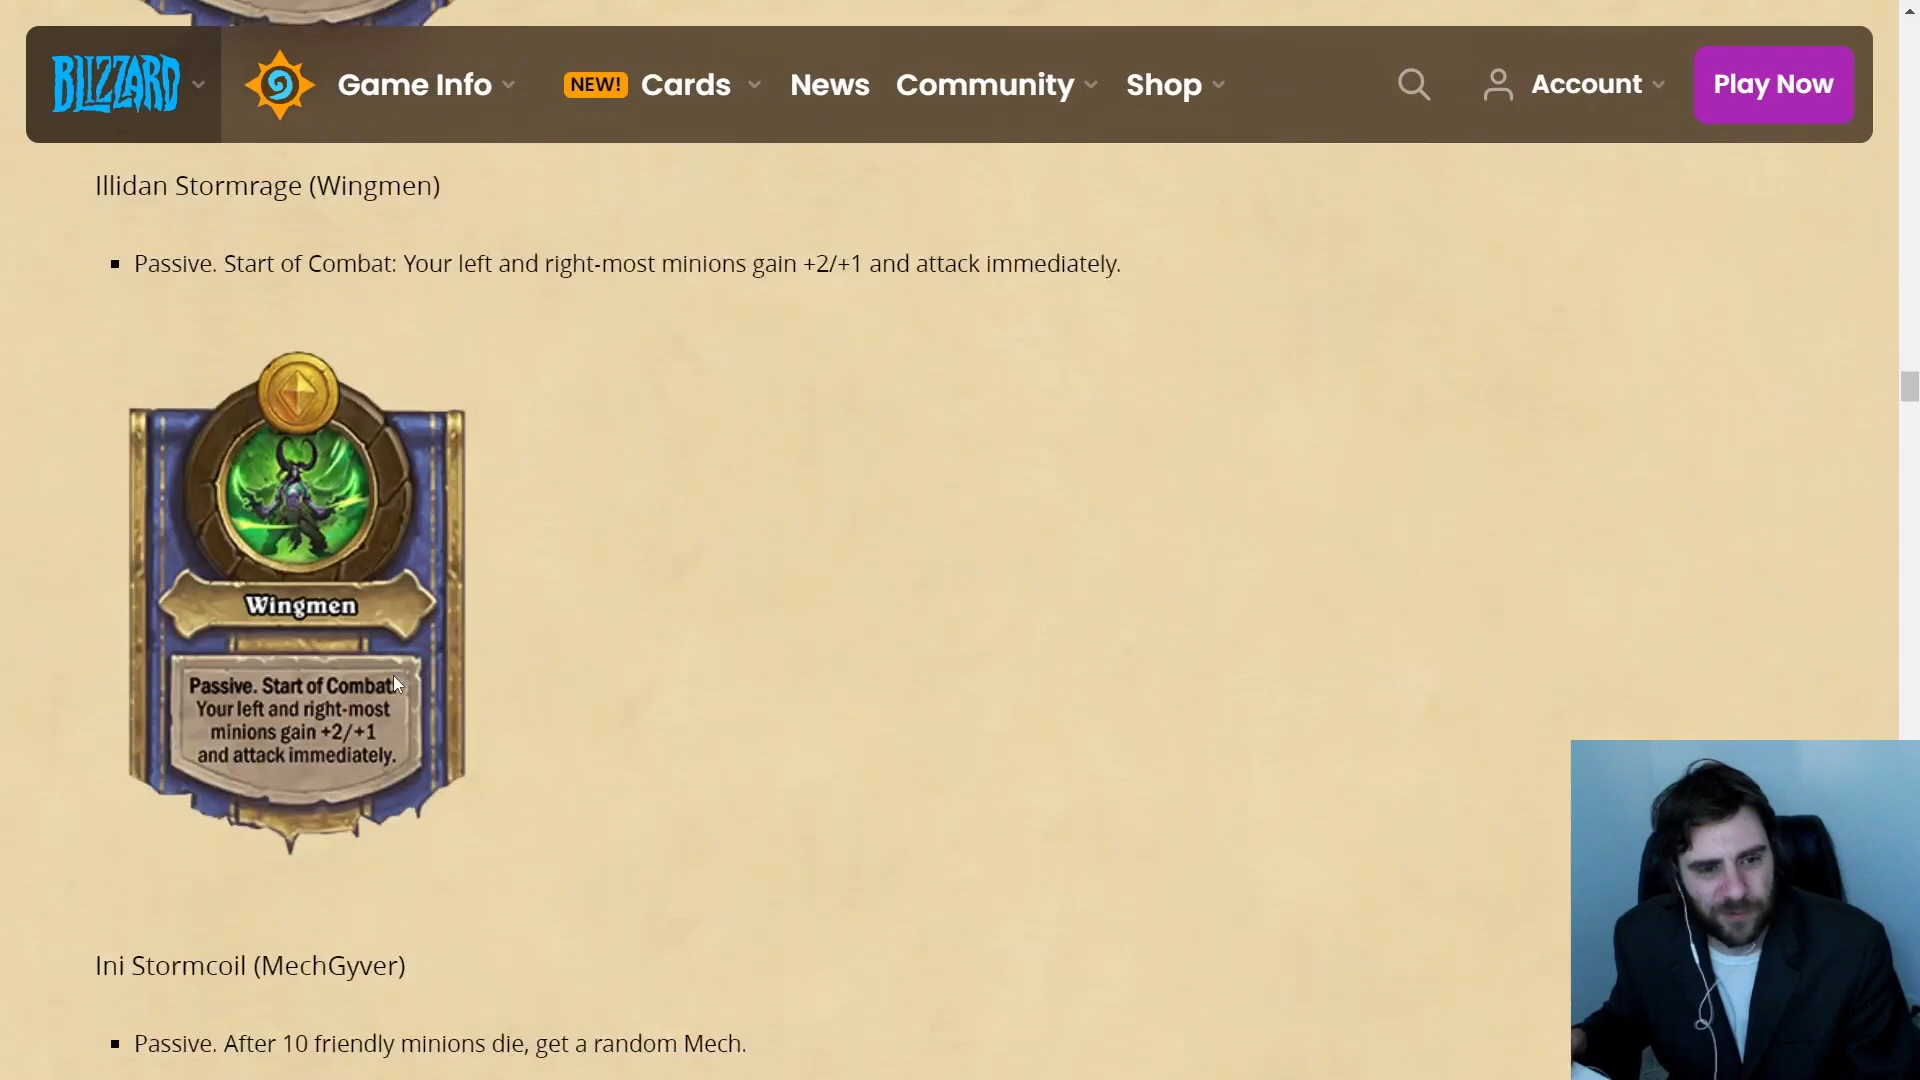 BLIZZARD
Game Info
NEW! Cards
News
Community
Shop
Account
Play Now
Illidan Stormrage (Wingmen)
Passive. Start of Combat: Your left and right-most minions gain +2/+1 and attack immediately.
Wingmen
Passive. Start of Combat:
Your left and right-most
minions gain +2/+1
and attack immediately.
Ini Stormcoil (MechGyver)
Passive. After 10 friendly minions die, get a random Mech.